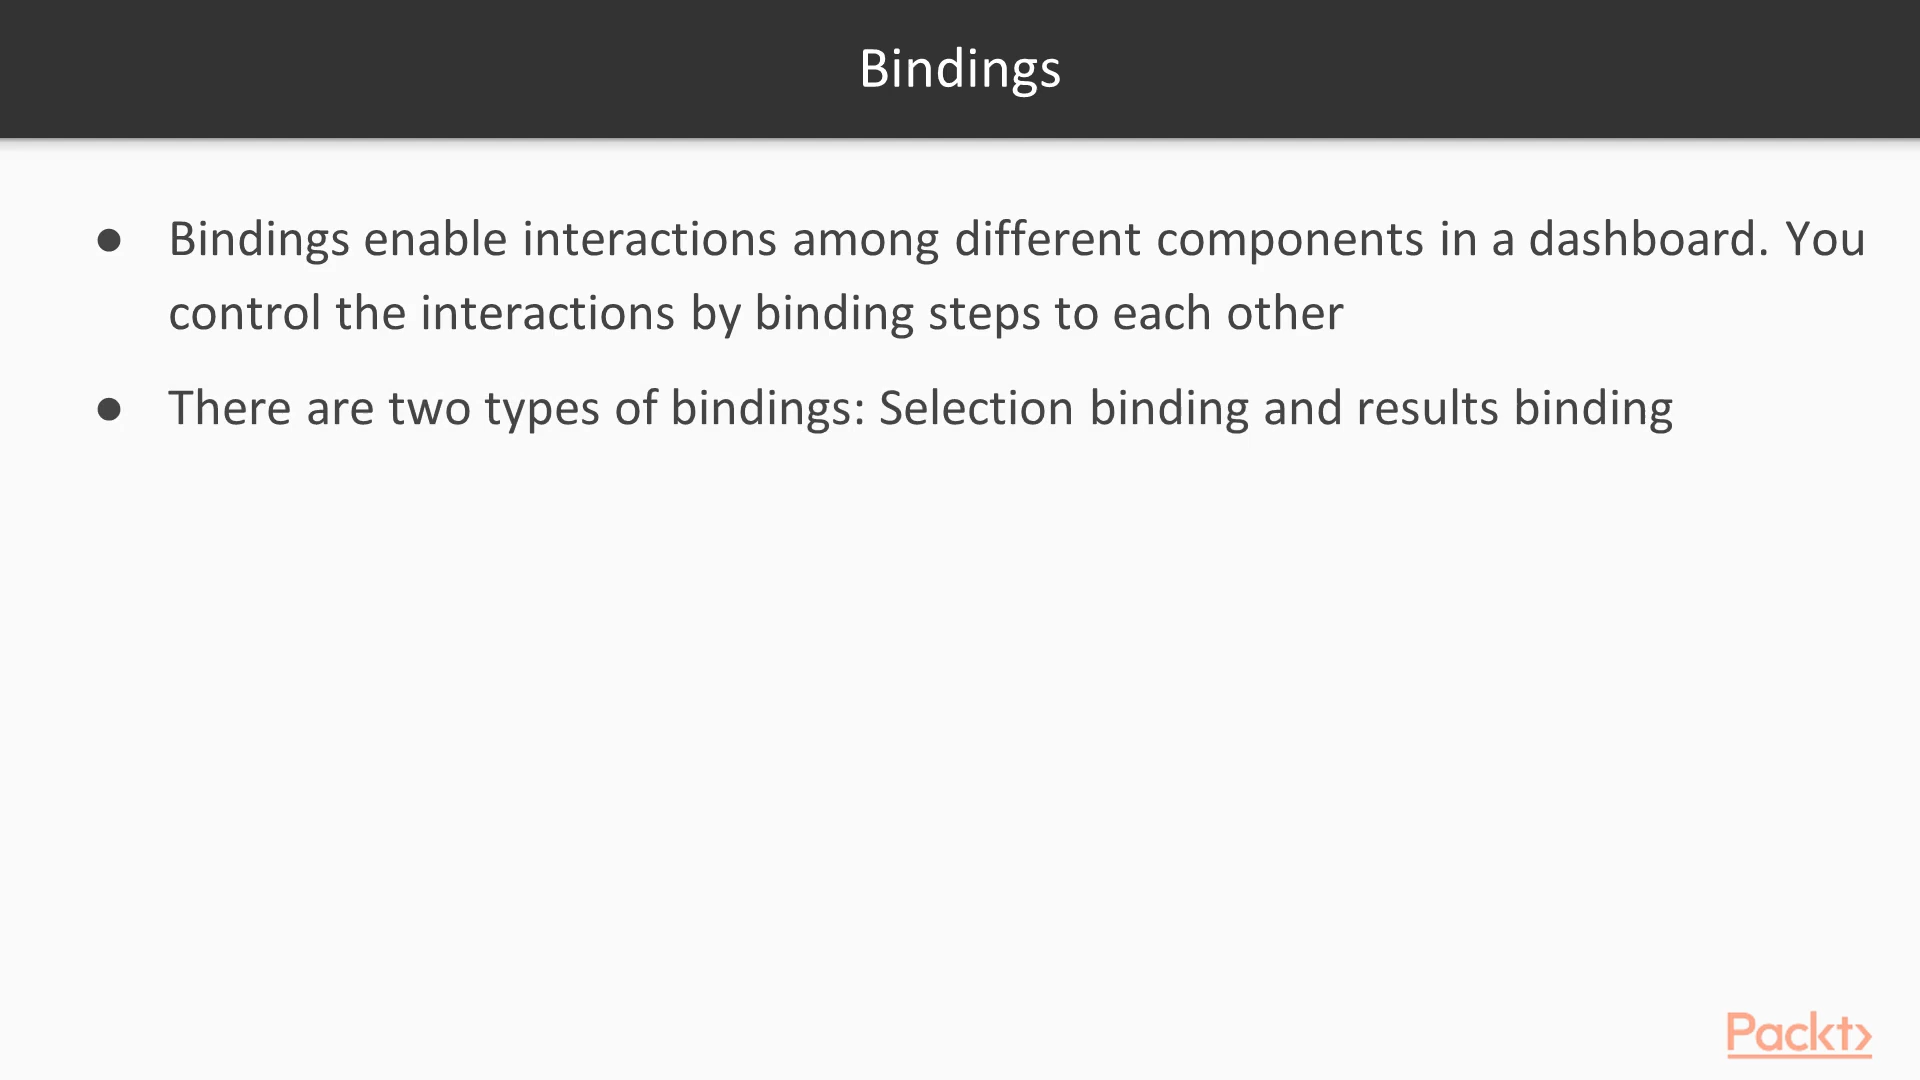 Bindings
● Bindings enable interactions among different components in a dashboard. You
control the interactions by binding steps to each other
● There are two types of bindings: Selection binding and results binding
Packt>